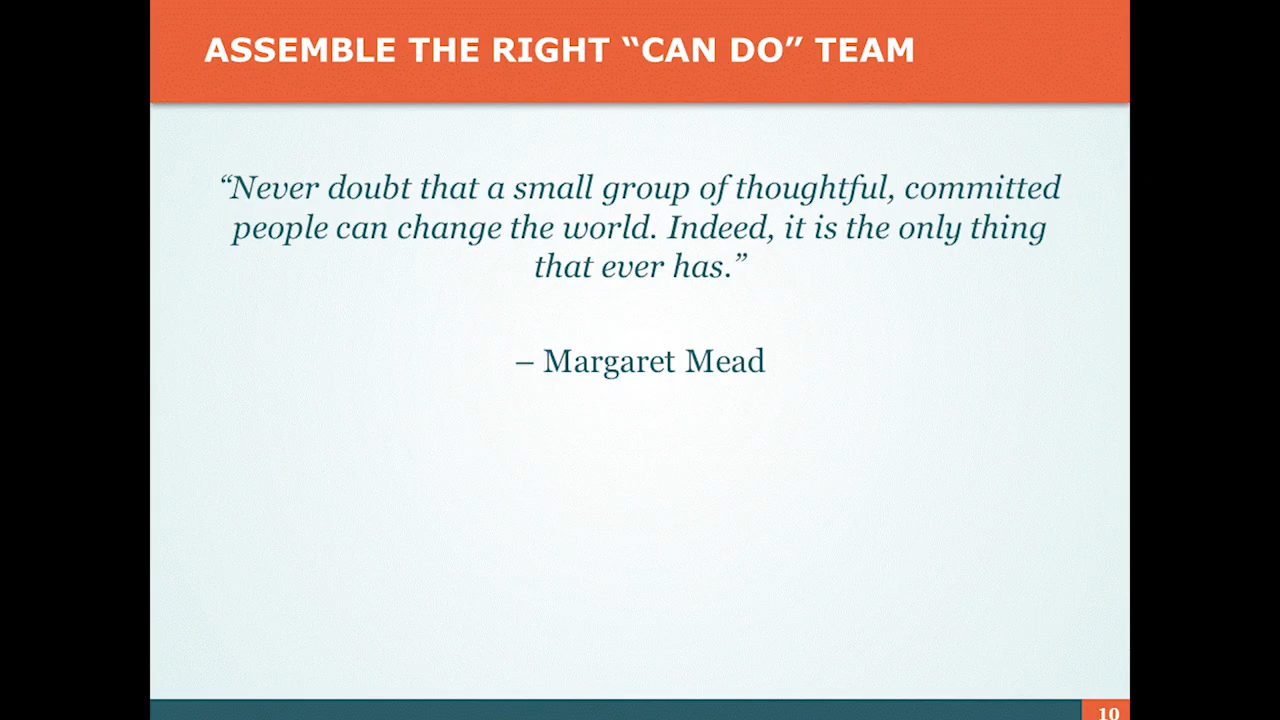 ASSEMBLE THE RIGHT “CAN DO” TEAM
“Never doubt that a small group of thoughtful, committed
people can change the world. Indeed, it is the only thing
that ever has.”
– Margaret Mead
10